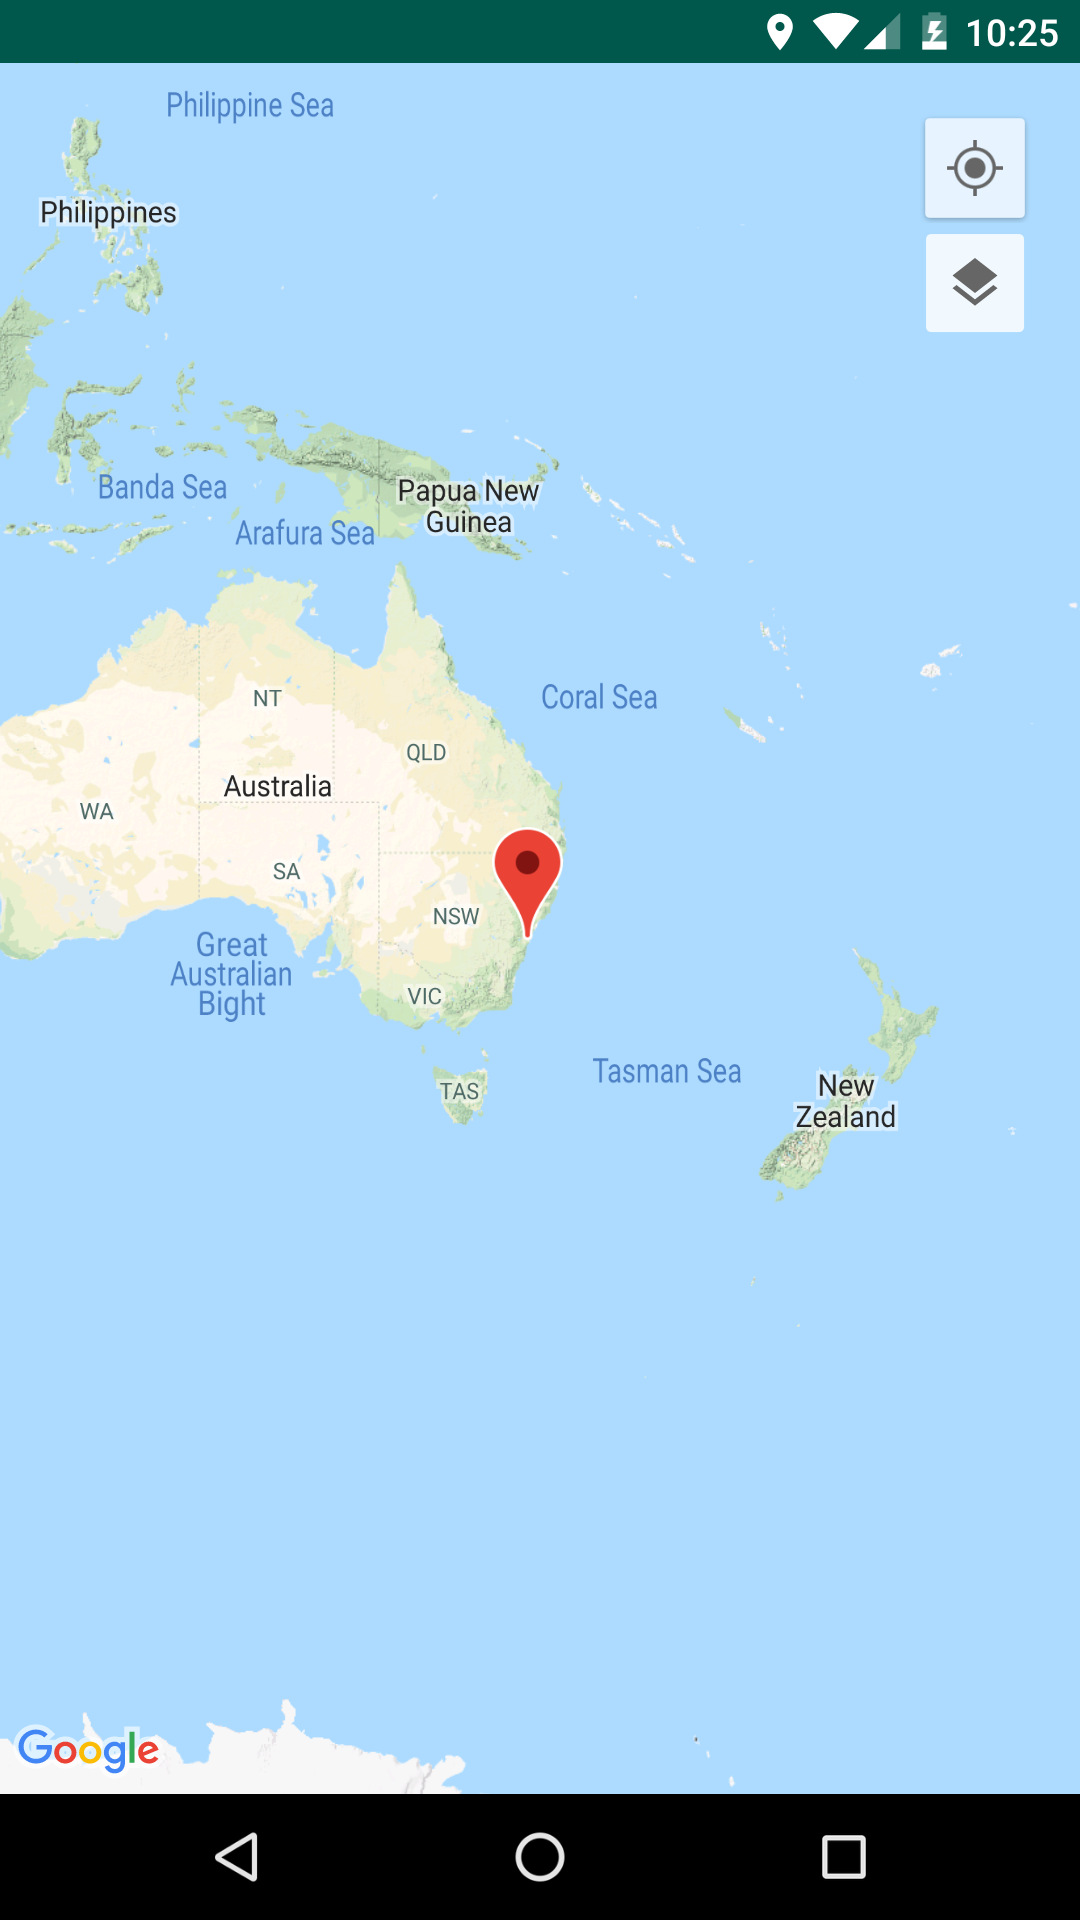 10:25
Philippine Sea
Philippines
Banda Sea
Papua New
Guinea
Arafura Sea
Coral Sea
NT
QLD
Australia
WA
SA
NSW
Great
Australian
Bight
VIC
Tasman Sea
New
Zealand
TAS
Google